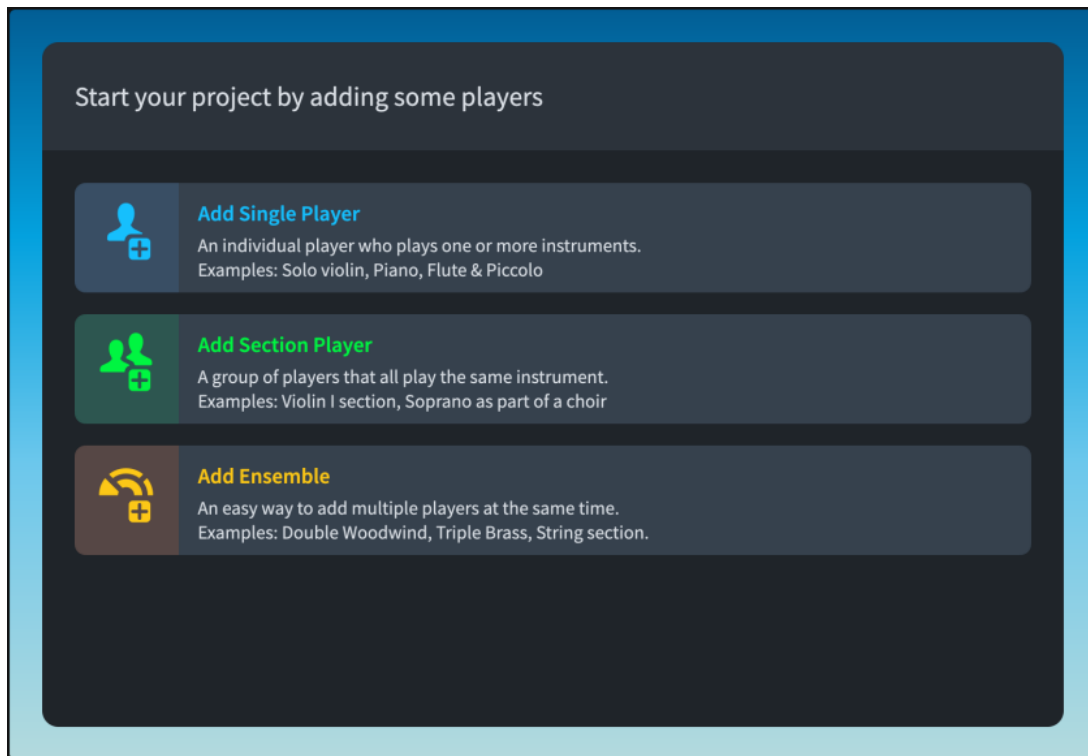 Start your project by adding some players
Add Single Player
An individual player who plays one or more instruments.
Examples: Solo violin, Piano, Flute & Piccolo
Add Section Player
A group of players that all play the same instrument.
Examples: Violin I section, Soprano as part of a choir
Add Ensemble
An easy way to add multiple players at the same time.
Examples: Double Woodwind, Triple Brass, String section.